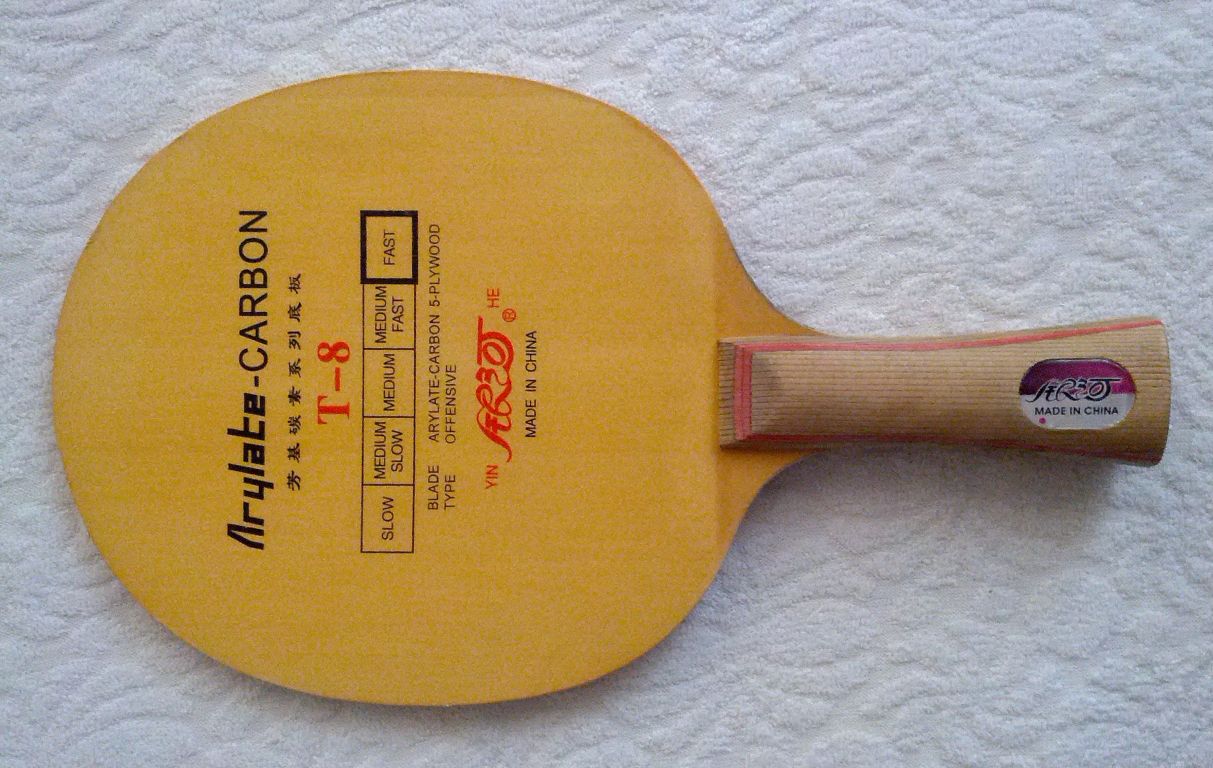 Arylate-CARBON
芳基碳素系列底板
T-8
SLOW MEDIUM SLOW MEDIUM MEDIUM FAST FAST
BLADE ARYLATE-CARBON 5-PLYWOOD
TYPE OFFENSIVE
YIN HE
®
MADE IN CHINA
MADE IN CHINA